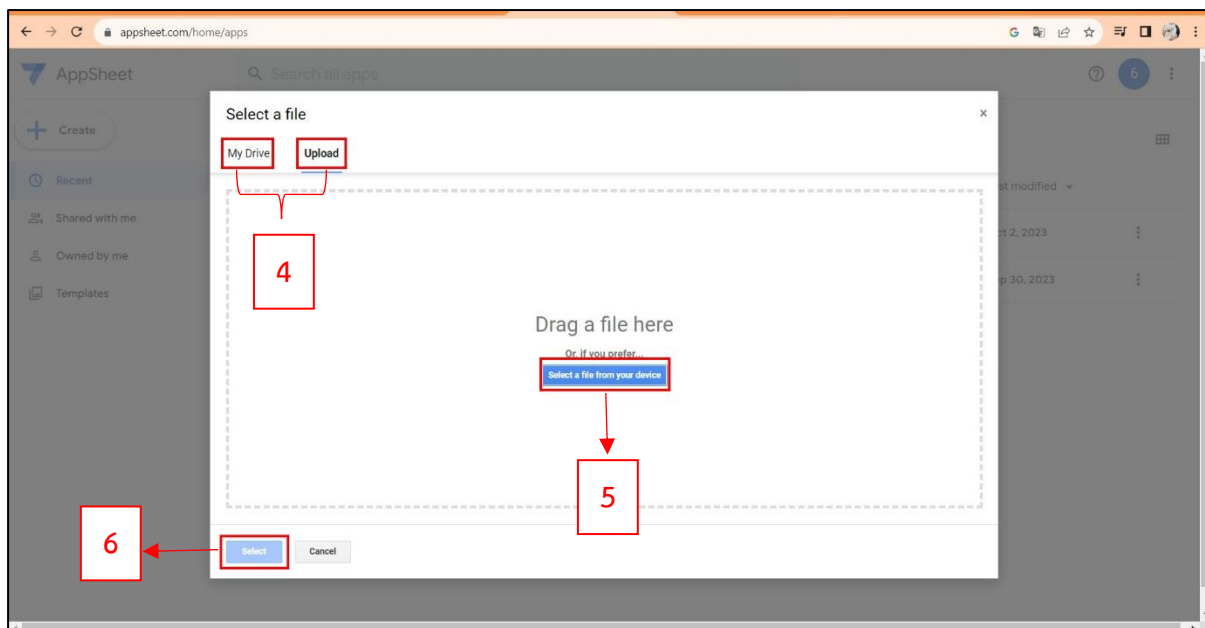 appsheet.com/home/apps
AppSheet
Search all apps
6
Create
Select a file
×
My Drive
Upload
Recent
st modified
Shared with me
ct 2, 2023
4
Owned by me
p 30, 2023
Templates
Drag a file here
Or, if you prefer...
Select a file from your device
5
6
Select
Cancel